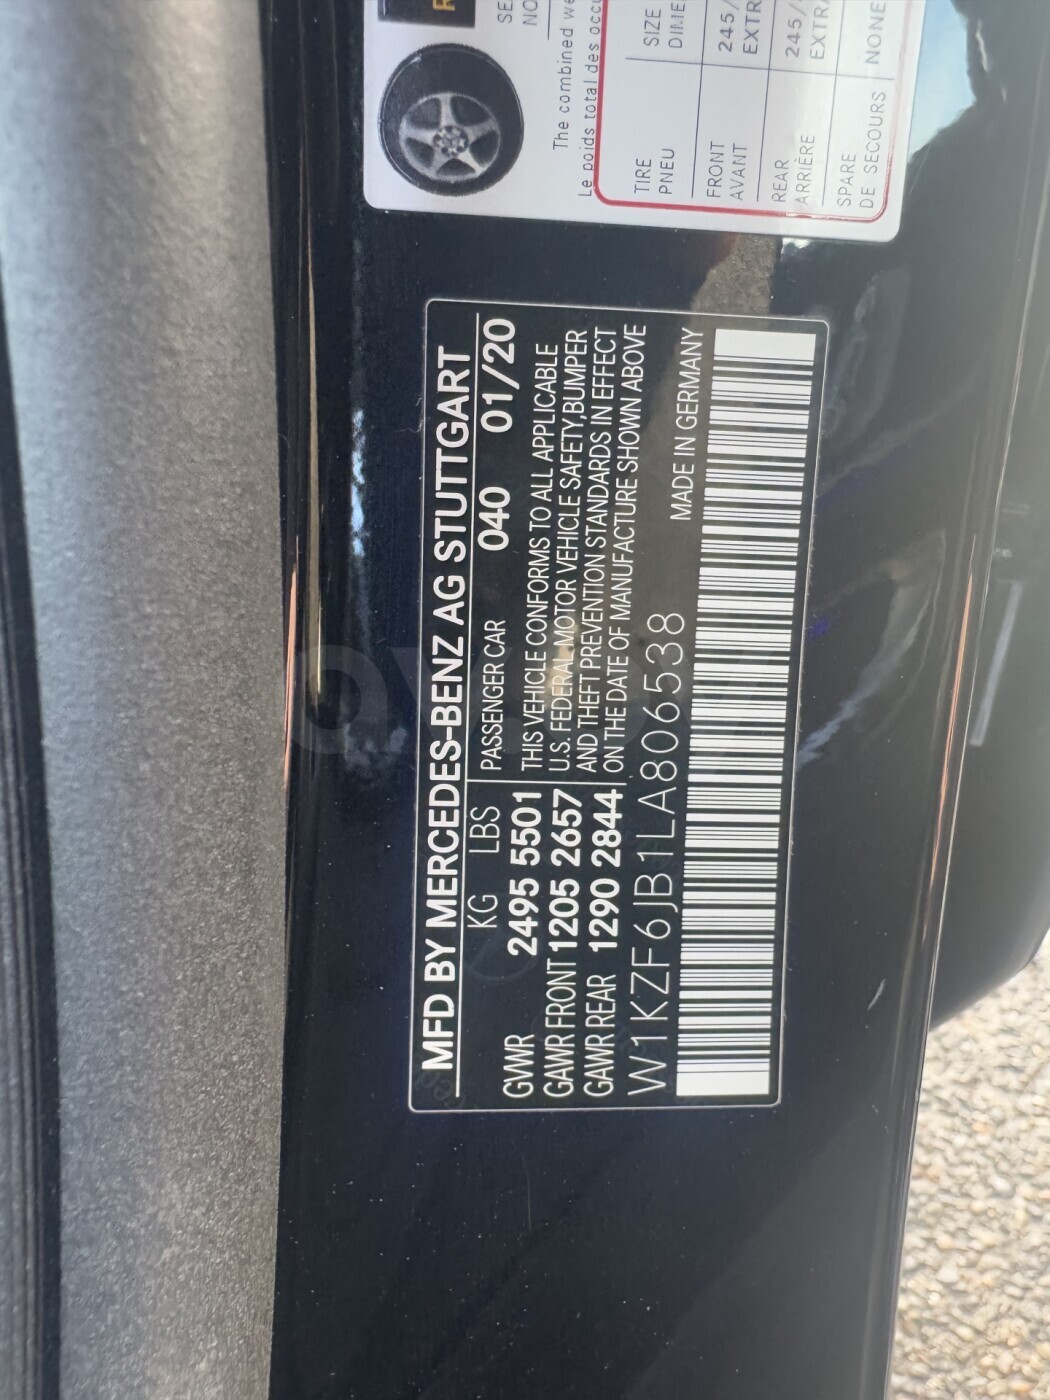 MFD BY MERCEDES-BENZ AG STUTTGART
KG LBS PASSENGER CAR 040 01/20
GVWR 2495 5501
GAWR FRONT 1205 2657
GAWR REAR 1290 2844
THIS VEHICLE CONFORMS TO ALL APPLICABLE
U.S. FEDERAL MOTOR VEHICLE SAFETY,BUMPER
AND THEFT PREVENTION STANDARDS IN EFFECT
ON THE DATE OF MANUFACTURE SHOWN ABOVE
W1KZF6JB1LA806538 MADE IN GERMANY
The combined
Le poids total des
TIRE SIZE
PNEU
FRONT 245/
AVANT
REAR 245/
ARRIÈRE
SPARE NONE
DE SECOURS